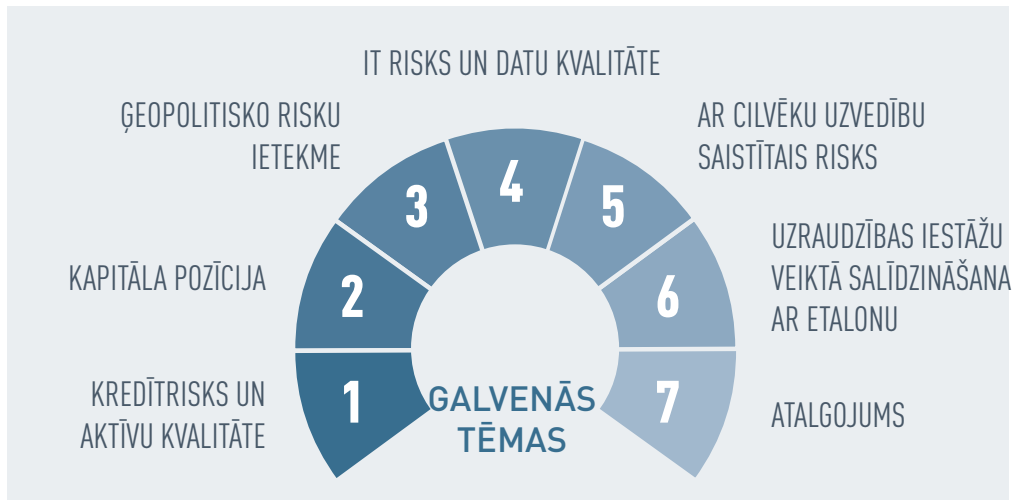 IT RISKS UN DATU KVALITĀTE
ĢEOPOLITISKO RISKU
IETEKME
AR CILVĒKU UZVEDĪBU
SAISTĪTAIS RISKS
KAPITĀLA POZĪCIJA
UZRAUDZĪBAS IESTĀŽU
VEIKTĀ SALĪDZINĀŠANA
AR ETALONU
KREDĪTRISKS UN
AKTĪVU KVALITĀTE
ATALGOJUMS
1
2
3
4
5
6
7
GALVENĀS
TĒMAS